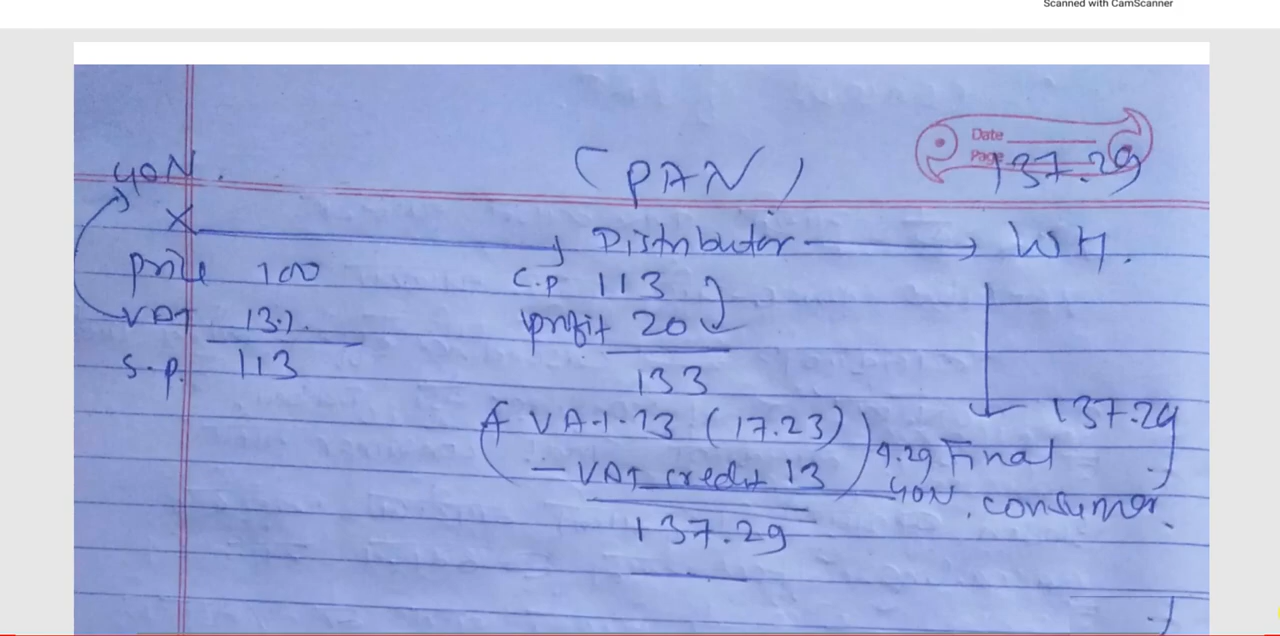 Scanned with CamScanner
Date
Page 137.29
GON.
(PAN)
X → Distributor → WH.
price 100
C.P 113
VAT 13%
profit 20
S.P. 113
133
137.29
VAT 13 (17.23)
9.29 Final
- VAT credit 13
GON. consumer.
137.29